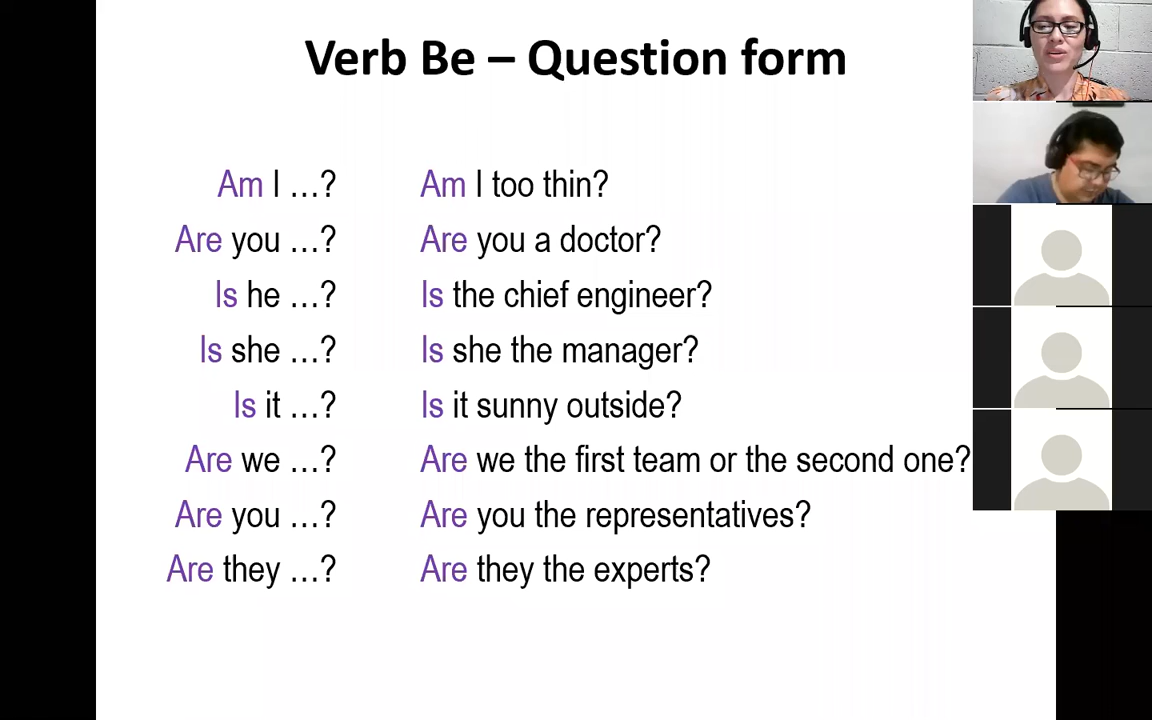 Verb Be – Question form
Am I …? Am I too thin?
Are you …? Are you a doctor?
Is he …? Is the chief engineer?
Is she …? Is she the manager?
Is it …? Is it sunny outside?
Are we …? Are we the first team or the second one?
Are you …? Are you the representatives?
Are they …? Are they the experts?